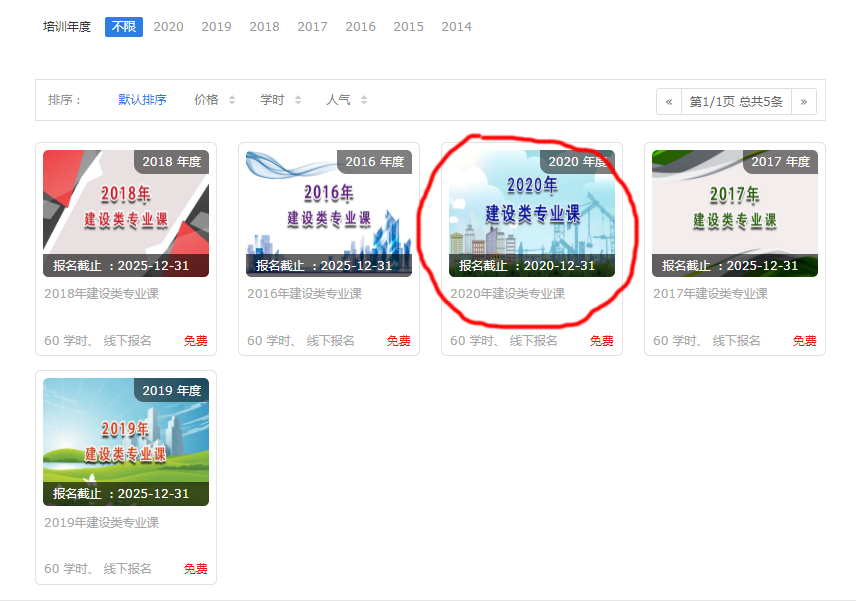 培训年度 不限 2020 2019 2018 2017 2016 2015 2014
排序： 默认排序 价格 学时 人气 « 第1/1页 总共5条 »
2018 年度
2018年
建设类专业课
报名截止 ：2025-12-31
2018年建设类专业课
60 学时、 线下报名 免费
2016 年度
2016年
建设类专业课
报名截止 ：2025-12-31
2016年建设类专业课
60 学时、 线下报名 免费
2020 年度
2020年
建设类专业课
报名截止 ：2020-12-31
2020年建设类专业课
60 学时、 线下报名 免费
2017 年度
2017年
建设类专业课
报名截止 ：2025-12-31
2017年建设类专业课
60 学时、 线下报名 免费
2019 年度
2019年
建设类专业课
报名截止 ：2025-12-31
2019年建设类专业课
60 学时、 线下报名 免费